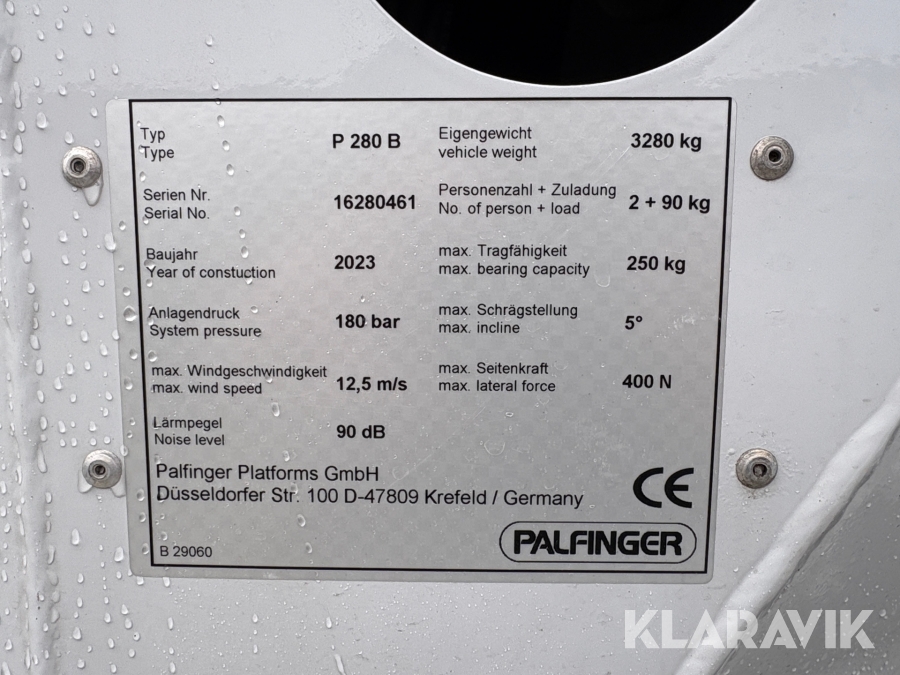 Typ
Type
P 280 B
Eigengewicht
vehicle weight
3280 kg
Serien Nr.
Serial No.
16280461
Personenzahl + Zuladung
No. of person + load
2 + 90 kg
Baujahr
Year of constuction
2023
max. Tragfähigkeit
max. bearing capacity
250 kg
Anlagendruck
System pressure
180 bar
max. Schrägstellung
max. incline
5°
max. Windgeschwindigkeit
max. wind speed
12,5 m/s
max. Seitenkraft
max. lateral force
400 N
Lärmpegel
Noise level
90 dB
Palfinger Platforms GmbH
Düsseldorfer Str. 100 D-47809 Krefeld / Germany
CE
B 29060
PALFINGER
KLARAVIK